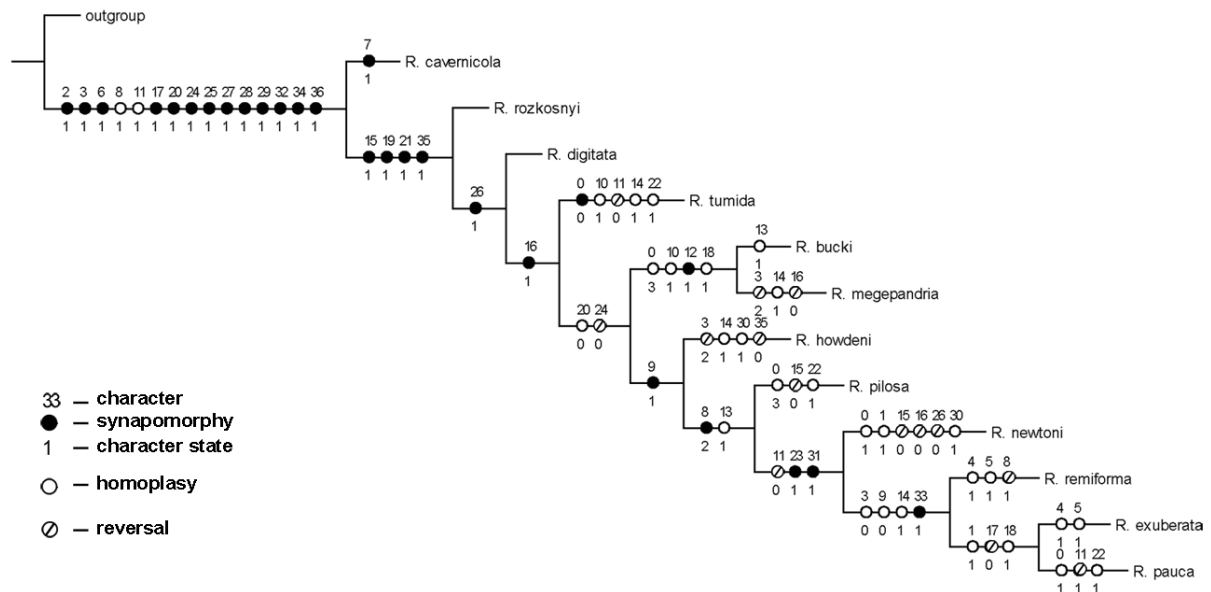 outgroup
7
R. cavernicola
1
2 3 6 8 11 17 20 24 25 27 28 29 32 34 36
1 1 1 1 1 1 1 1 1 1 1 1 1 1 1
R. rozkosnyi
15 19 21 35
1 1 1 1
R. digitata
26
1
0 10 11 14 22
R. tumida
0 1 0 1 1
16
1
13
R. bucki
1
0 10 12 18
3 1 1 1
3 14 16
R. megepandria
2 1 0
20 24
0 0
3 14 30 35
R. howdeni
2 1 1 0
9
1
0 15 22
R. pilosa
3 0 1
8 13
2 1
0 1 15 16 26 30
R. newtoni
1 1 0 0 0 1
11 23 31
0 1 1
4 5 8
R. remiforma
1 1 1
3 9 14 33
0 0 1 1
4 5
R. exuberata
1 1
1 17 18
1 0 1
0 11 22
R. pauca
1 1 1
33 – character
– synapomorphy
1 – character state
– homoplasy
– reversal